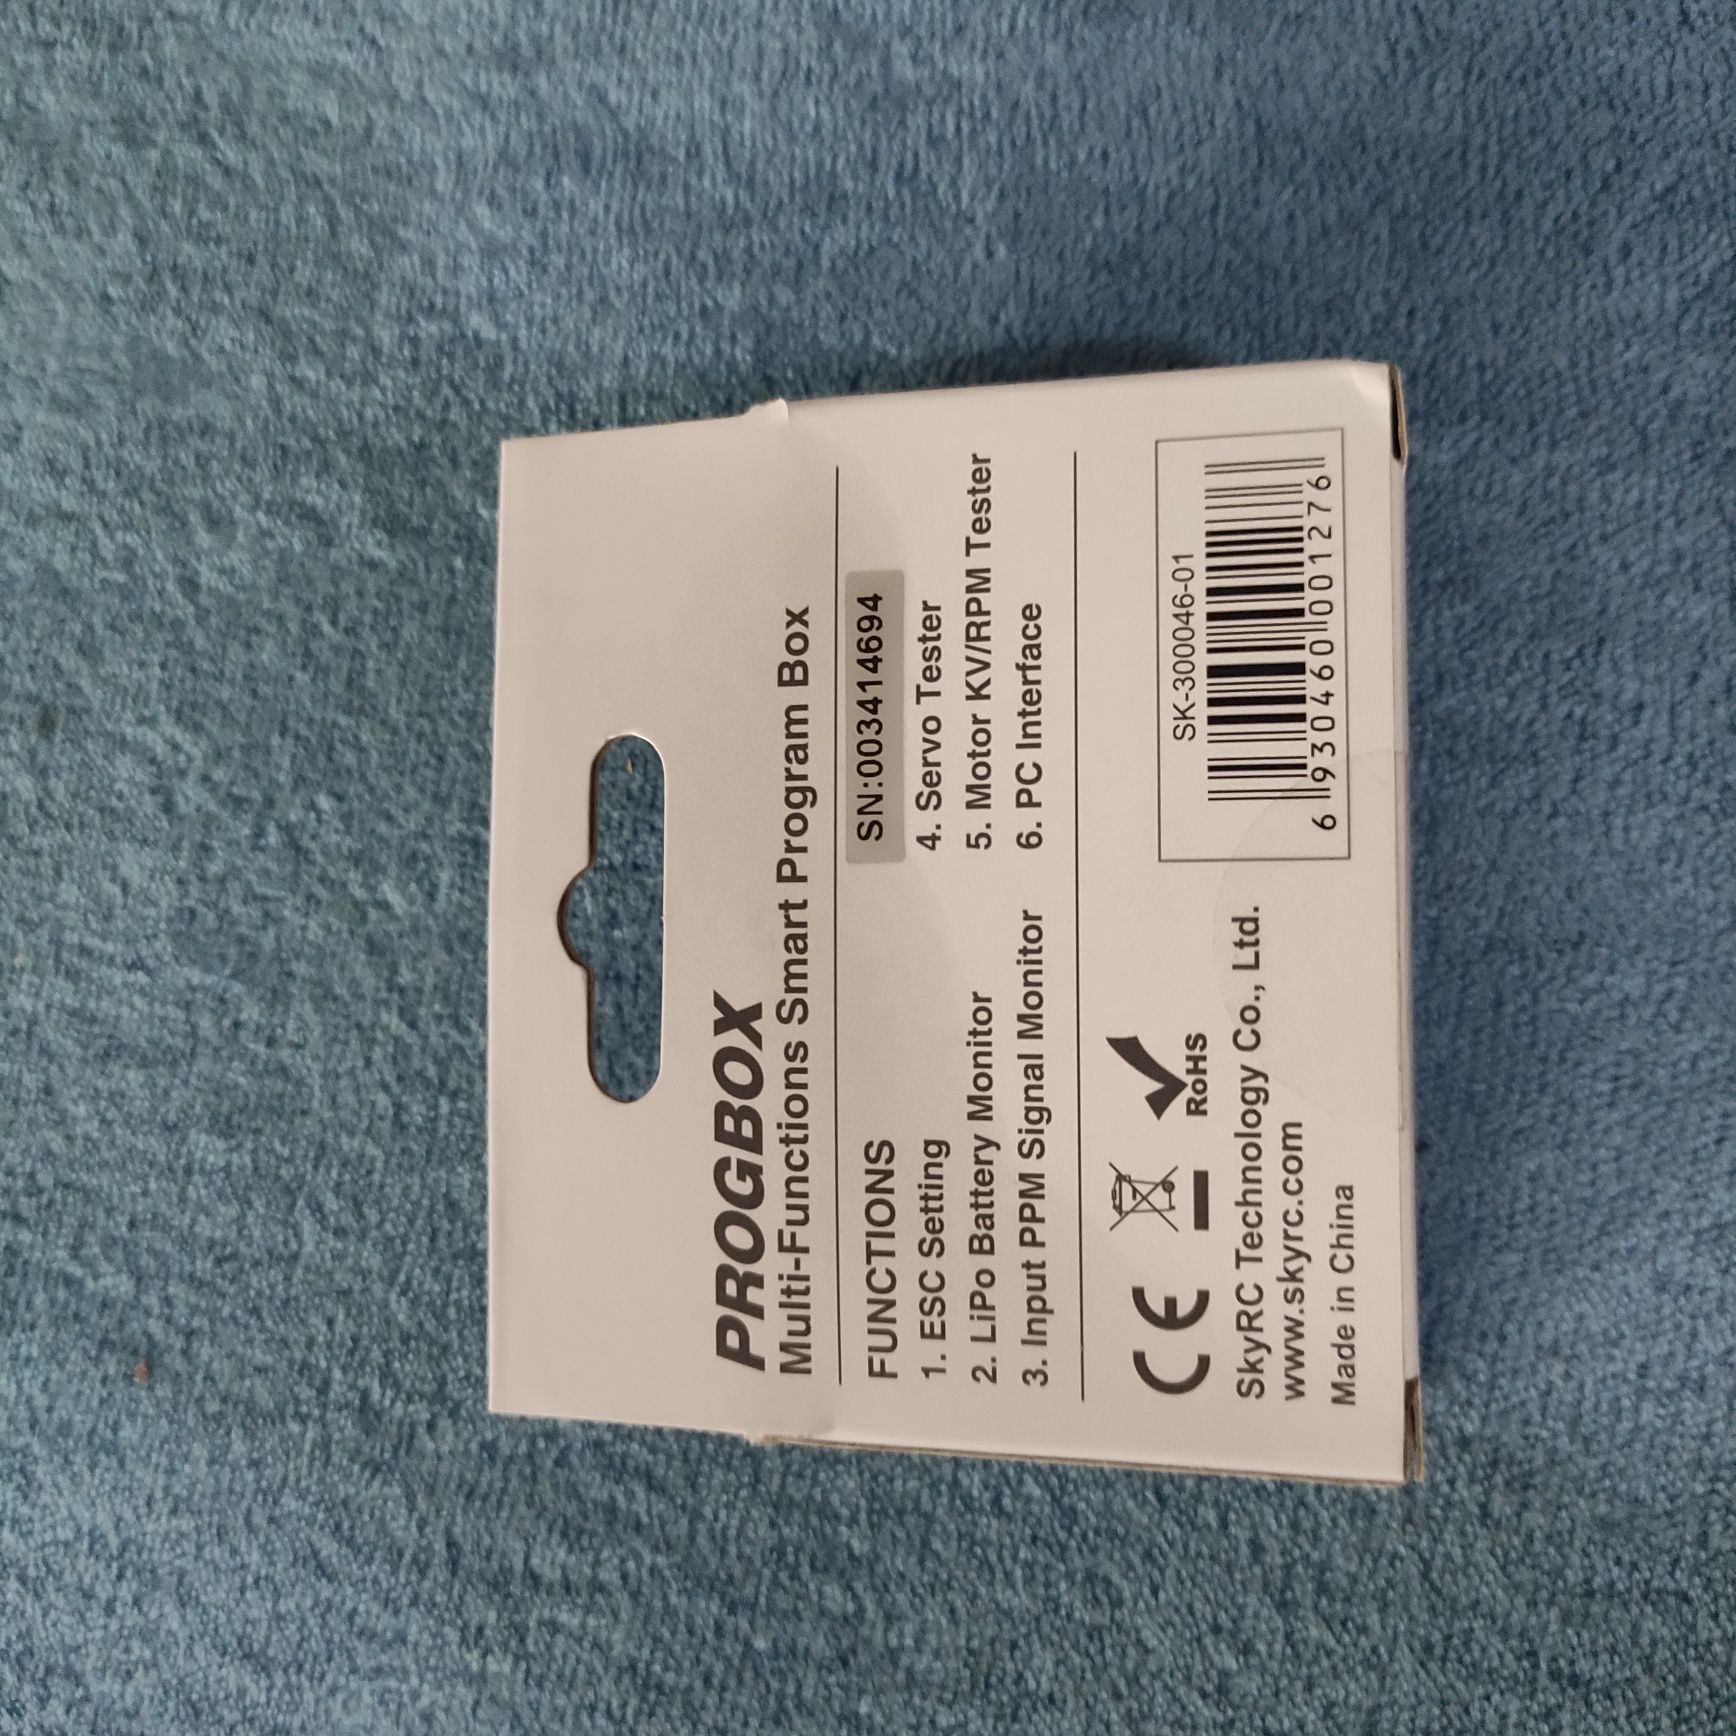 PROGBOX
Multi-Functions Smart Program Box
SN:003414694
FUNCTIONS
1. ESC Setting
2. LiPo Battery Monitor
3. Input PPM Signal Monitor
4. Servo Tester
5. Motor KV/RPM Tester
6. PC Interface
CE
RoHS
SkyRC Technology Co., Ltd.
www.skyrc.com
Made in China
SK-300046-01
6 930460 001276